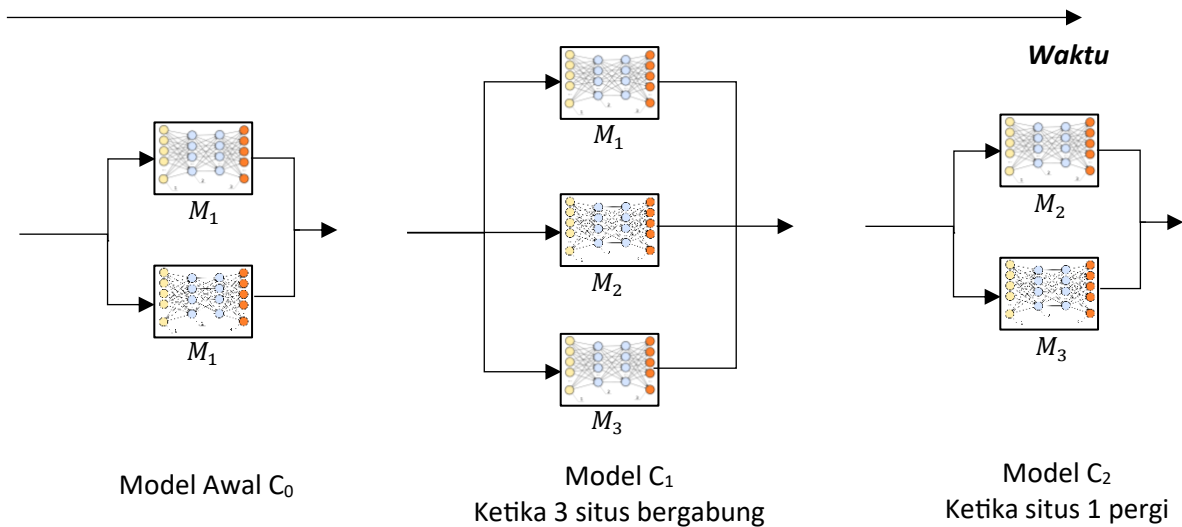 Waktu
M₁
M₁
Model Awal C₀
M₁
M₂
M₃
Model C₁
Ketika 3 situs bergabung
M₂
M₃
Model C₂
Ketika situs 1 pergi